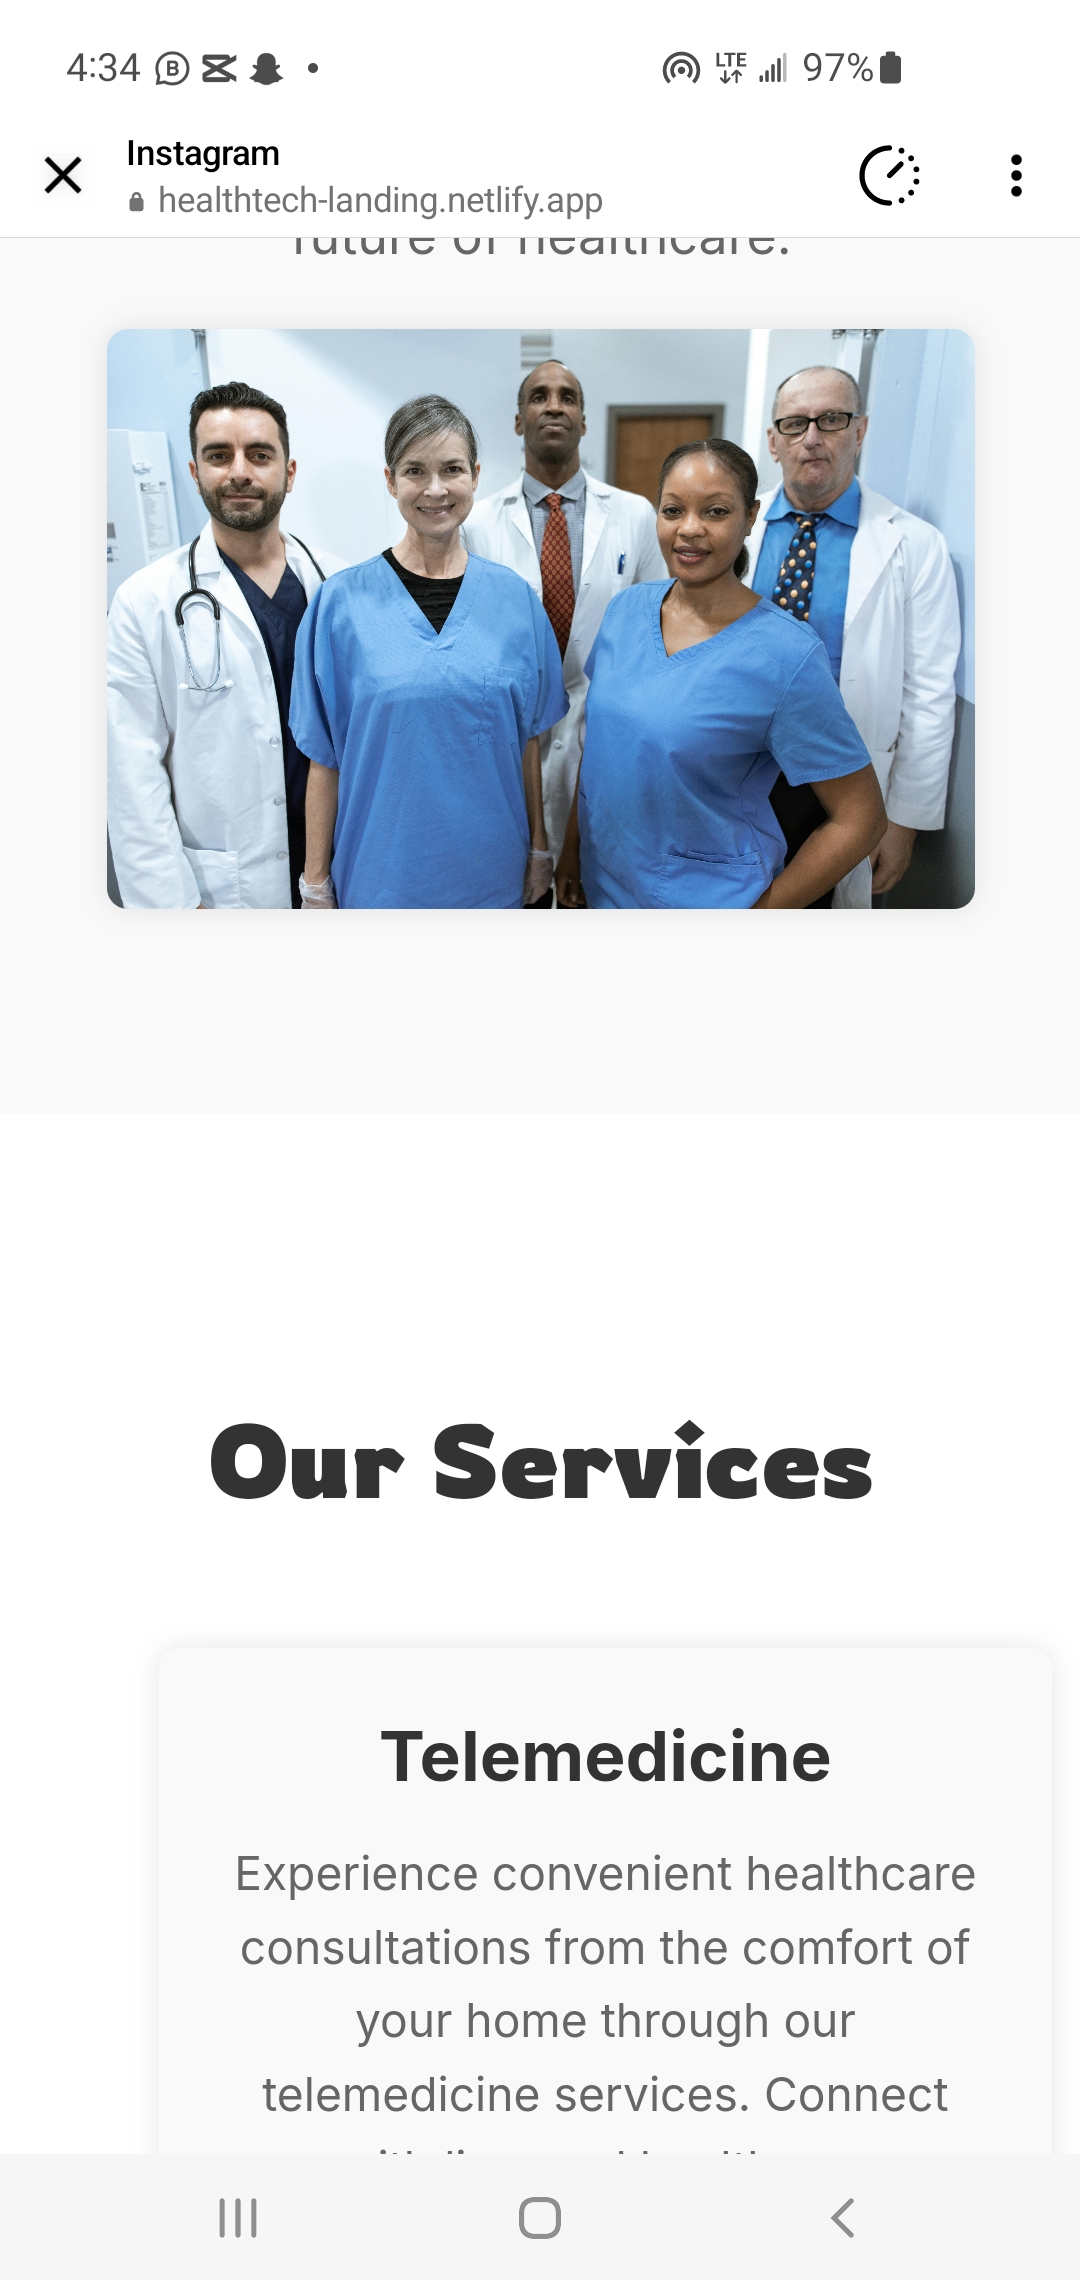 4:34
LTE
97%
Instagram
healthtech-landing.netlify.app
future of healthcare.
Our Services
Telemedicine
Experience convenient healthcare
consultations from the comfort of
your home through our
telemedicine services. Connect